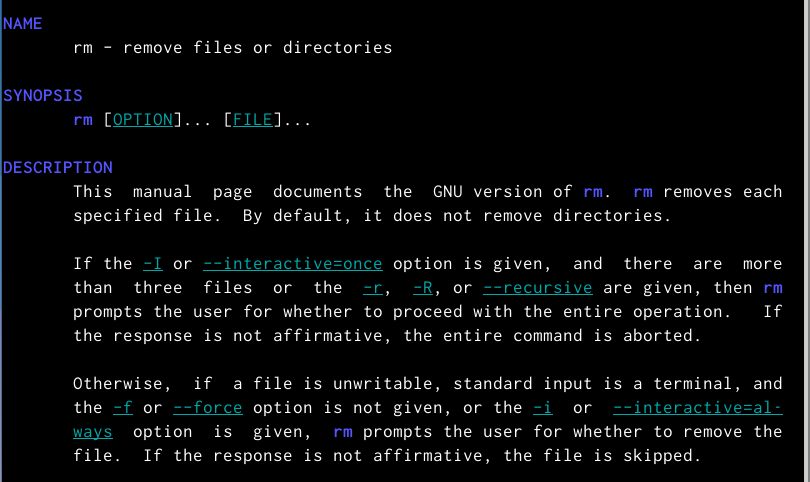 NAME
rm - remove files or directories
SYNOPSIS
rm [OPTION]... [FILE]...
DESCRIPTION
This manual page documents the GNU version of rm. rm removes each
specified file. By default, it does not remove directories.
If the -I or --interactive=once option is given, and there are more
than three files or the -r, -R, or --recursive are given, then rm
prompts the user for whether to proceed with the entire operation. If
the response is not affirmative, the entire command is aborted.
Otherwise, if a file is unwritable, standard input is a terminal, and
the -f or --force option is not given, or the -i or --interactive=al-
ways option is given, rm prompts the user for whether to remove the
file. If the response is not affirmative, the file is skipped.